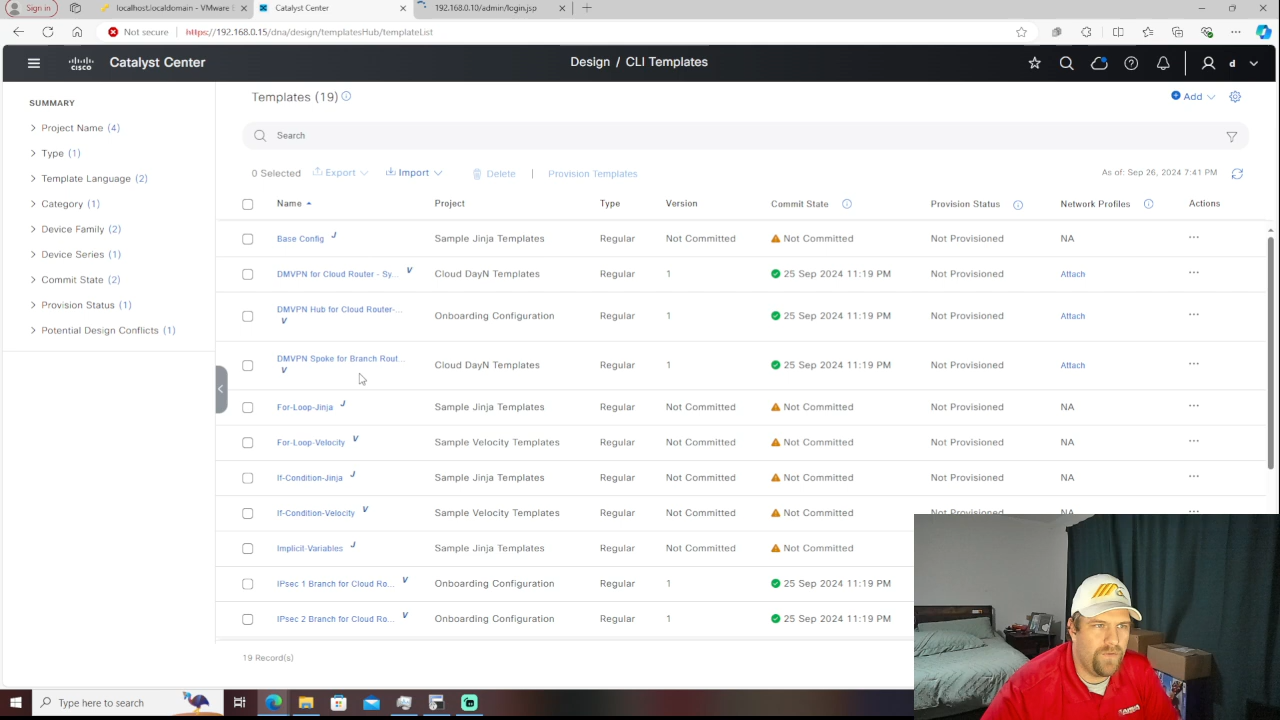 Sign in
localhost.localdomain - VMware
Catalyst Center
192.168.0.10/admin/login.jsp
Not secure https://192.168.0.15/dna/design/templatesHub/templateList
cisco Catalyst Center
Design / CLI Templates
d
SUMMARY
Project Name (4)
Type (1)
Template Language (2)
Category (1)
Device Family (2)
Device Series (1)
Commit State (2)
Provision Status (1)
Potential Design Conflicts (1)
Templates (19)
Add
Search
0 Selected Export Import Delete | Provision Templates
As of: Sep 26, 2024 7:41 PM
Name Project Type Version Commit State Provision Status Network Profiles Actions
Base Config J Sample Jinja Templates Regular Not Committed Not Committed Not Provisioned NA ...
DMVPN for Cloud Router - Sy... V Cloud DayN Templates Regular 1 25 Sep 2024 11:19 PM Not Provisioned Attach ...
DMVPN Hub for Cloud Router-... V Onboarding Configuration Regular 1 25 Sep 2024 11:19 PM Not Provisioned Attach ...
DMVPN Spoke for Branch Rout... V Cloud DayN Templates Regular 1 25 Sep 2024 11:19 PM Not Provisioned Attach ...
For-Loop-Jinja J Sample Jinja Templates Regular Not Committed Not Committed Not Provisioned NA ...
For-Loop-Velocity V Sample Velocity Templates Regular Not Committed Not Committed Not Provisioned NA ...
If-Condition-Jinja J Sample Jinja Templates Regular Not Committed Not Committed Not Provisioned NA ...
If-Condition-Velocity V Sample Velocity Templates Regular Not Committed Not Committed Not Provisioned NA ...
Implicit-Variables J Sample Jinja Templates Regular Not Committed Not Committed
IPsec 1 Branch for Cloud Ro... V Onboarding Configuration Regular 1 25 Sep 2024 11:19 PM
IPsec 2 Branch for Cloud Ro... V Onboarding Configuration Regular 1 25 Sep 2024 11:19 PM
19 Record(s)
Type here to search